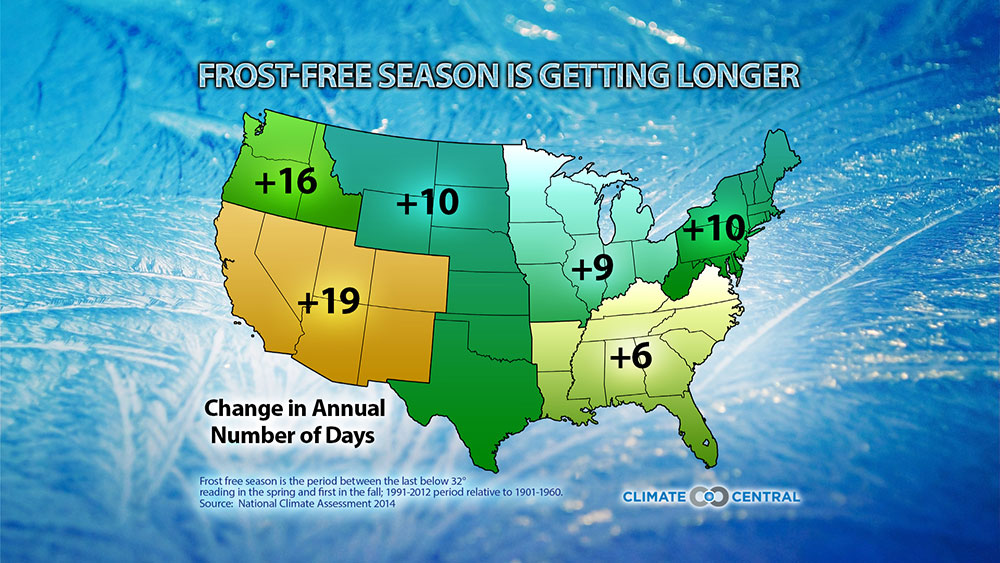 FROST-FREE SEASON IS GETTING LONGER
+16
+10
+10
+9
+19
+6
Change in Annual
Number of Days
Frost free season is the period between the last below 32°
reading in the spring and first in the fall; 1991-2012 period relative to 1901-1960.
Source: National Climate Assessment 2014
CLIMATE CENTRAL